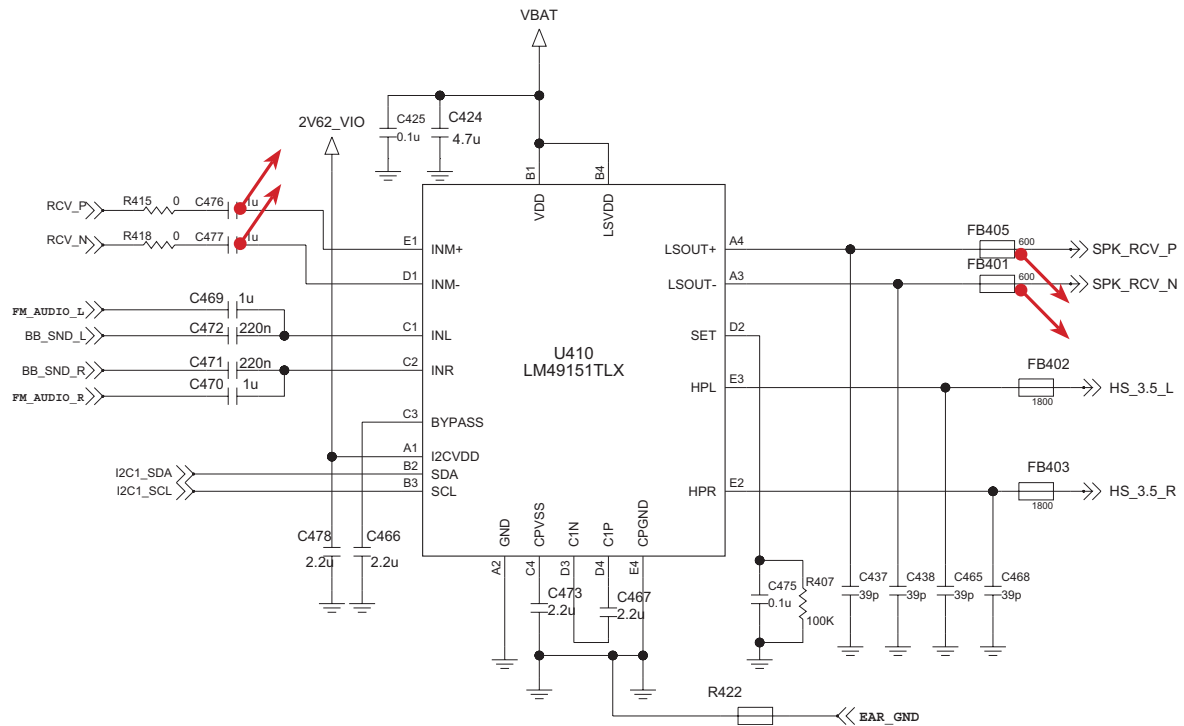 VBAT
C425
0.1u
C424
4.7u
2V62_VIO
B1
B4
VDD
LSVDD
RCV_P
R415
0
C476
1u
RCV_N
R418
0
C477
1u
E1
INM+
D1
INM-
FM_AUDIO_L
C469
1u
BB_SND_L
C472
220n
C1
INL
BB_SND_R
C471
220n
C2
INR
FM_AUDIO_R
C470
1u
C3
BYPASS
A1
I2CVDD
I2C1_SDA
B2
SDA
I2C1_SCL
B3
SCL
U410
LM49151TLX
LSOUT+
A4
FB405
600
SPK_RCV_P
LSOUT-
A3
FB401
600
SPK_RCV_N
SET
D2
HPL
E3
FB402
1800
HS_3.5_L
HPR
E2
FB403
1800
HS_3.5_R
GND
CPVSS
C1N
C1P
CPGND
A2
C4
D3
D4
E4
C478
2.2u
C466
2.2u
C473
2.2u
C467
2.2u
C475
0.1u
R407
100K
C437
39p
C438
39p
C465
39p
C468
39p
R422
EAR_GND